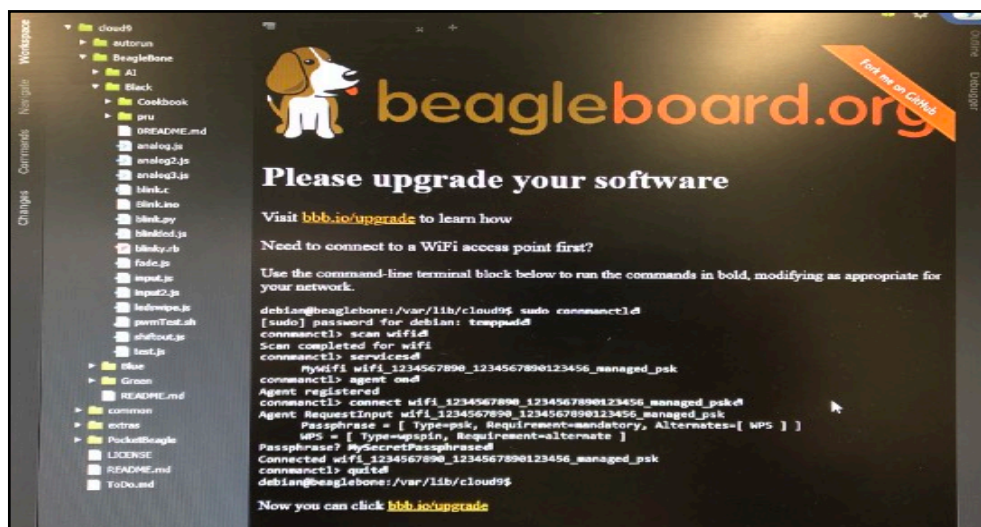 Workspace
Navigate
Commands
Changes
cloud9
autorun
BeagleBone
AI
Black
Cookbook
pru
0README.md
analog.js
analog2.js
analog3.js
blink.c
Blink.ino
blink.py
blinkled.js
blinky.rb
fade.js
input.js
input2.js
ledswipe.js
pwmTest.sh
shiftout.js
test.js
Blue
Green
README.md
common
extras
PocketBeagle
LICENSE
README.md
ToDo.md
beagleboard.org
Fork me on GitHub
Please upgrade your software
Visit bbb.io/upgrade to learn how
Need to connect to a WiFi access point first?
Use the command-line terminal block below to run the commands in bold, modifying as appropriate for
your network.
debian@beaglebone:/var/lib/cloud9$ sudo connmanctl⏎
[sudo] password for debian: temppwd⏎
connmanctl> scan wifi⏎
Scan completed for wifi
connmanctl> services⏎
MyWifi wifi_1234567890_1234567890123456_managed_psk
connmanctl> agent on⏎
Agent registered
connmanctl> connect wifi_1234567890_1234567890123456_managed_psk⏎
Agent RequestInput wifi_1234567890_1234567890123456_managed_psk
Passphrase = [ Type=psk, Requirement=mandatory, Alternates=[ WPS ] ]
WPS = [ Type=wpspin, Requirement=alternate ]
Passphrase? MySecretPassphrase⏎
Connected wifi_1234567890_1234567890123456_managed_psk
connmanctl> quit⏎
debian@beaglebone:/var/lib/cloud9$
Now you can click bbb.io/upgrade
Outline
Debugger